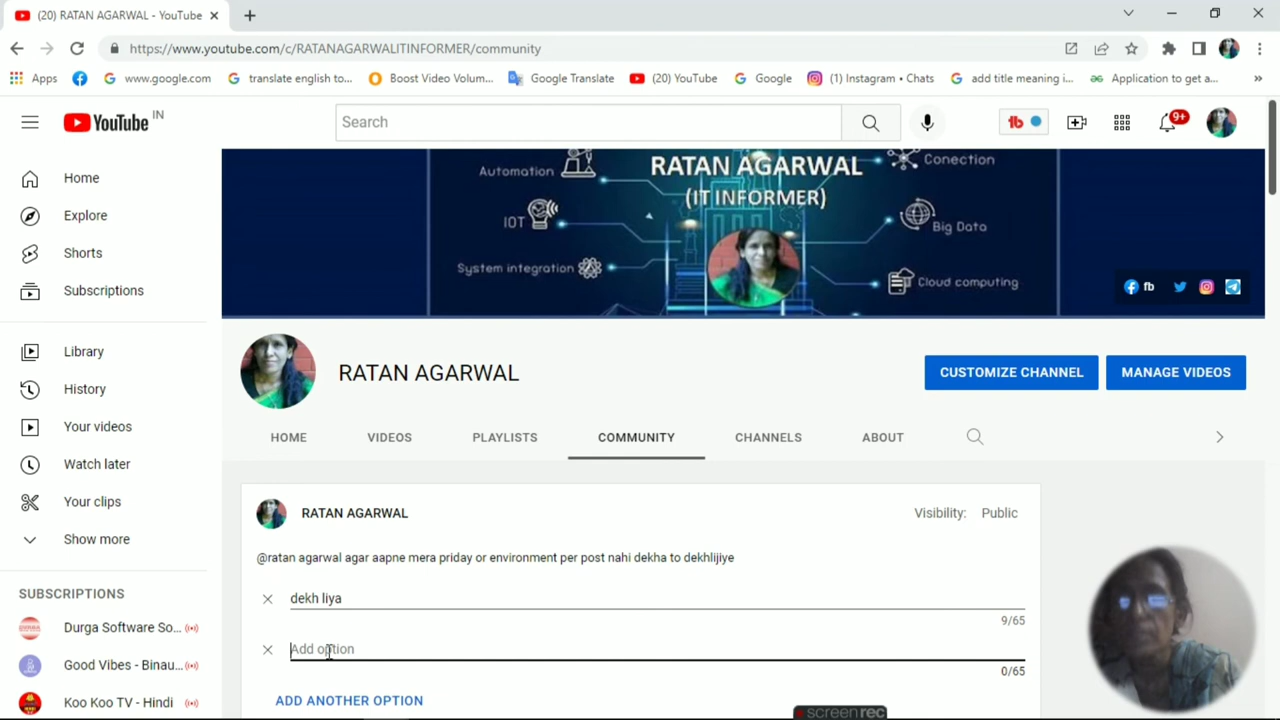 (20) RATAN AGARWAL - YouTube
https://www.youtube.com/c/RATANAGARWALITINFORMER/community
Apps www.google.com translate english to... Boost Video Volum... Google Translate (20) YouTube Google (1) Instagram • Chats add title meaning i... Application to get a... »
YouTube IN Search tb 9+
Home
Explore
Shorts
Subscriptions
Library
History
Your videos
Watch later
Your clips
Show more
SUBSCRIPTIONS
Durga Software So...
Good Vibes - Binau...
Koo Koo TV - Hindi
Automation RATAN AGARWAL Conection
(IT INFORMER)
IOT Big Data
System integration Cloud computing
fb
RATAN AGARWAL CUSTOMIZE CHANNEL MANAGE VIDEOS
HOME VIDEOS PLAYLISTS COMMUNITY CHANNELS ABOUT
RATAN AGARWAL Visibility: Public
@ratan agarwal agar aapne mera priday or environment per post nahi dekha to dekhlijiye
dekh liya
9/65
Add option
0/65
ADD ANOTHER OPTION
screenrec